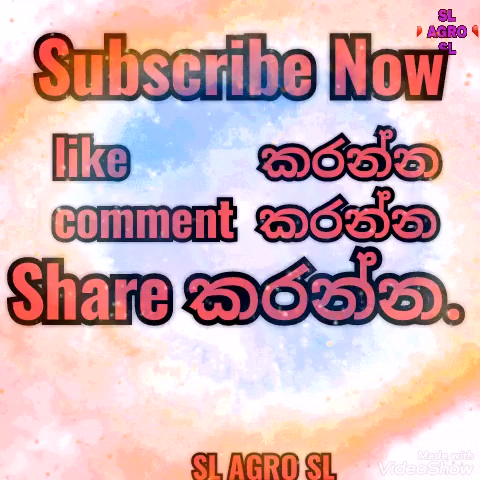 SL
AGRO
SL
Subscribe Now
like කරන්න
comment කරන්න
Share කරන්න.
SL AGRO SL
Made with
VideoShow